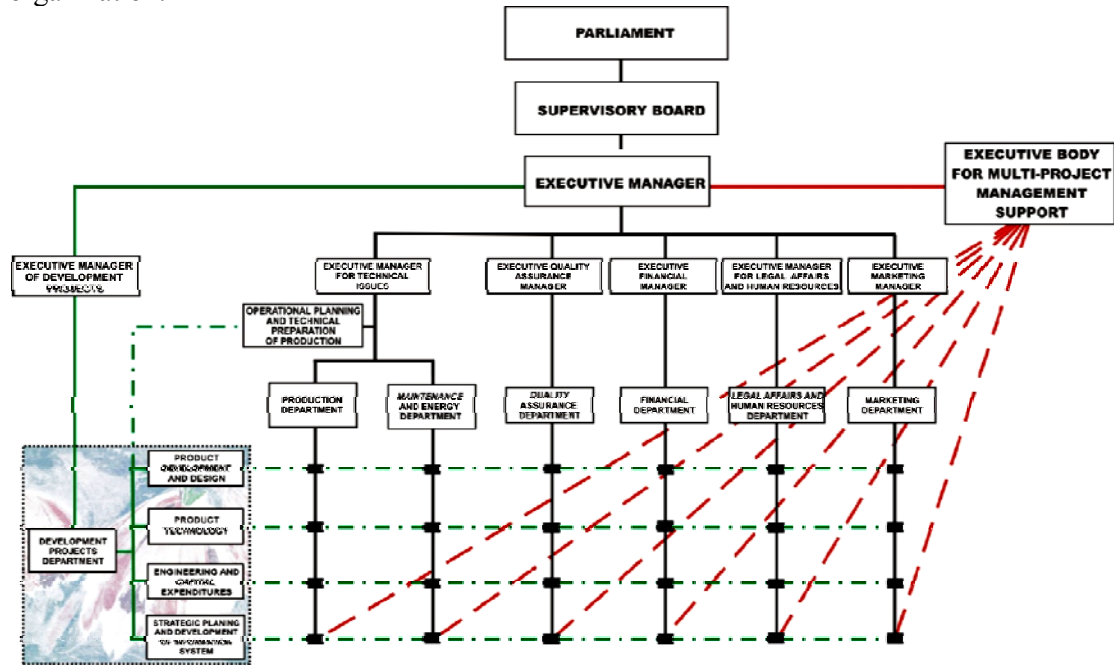 PARLIAMENT
SUPERVISORY BOARD
EXECUTIVE MANAGER
EXECUTIVE BODY
FOR MULTI-PROJECT
MANAGEMENT
SUPPORT
EXECUTIVE MANAGER
OF DEVELOPMENT
PROJECTS
EXECUTIVE MANAGER
FOR TECHNICAL
ISSUES
EXECUTIVE QUALITY
ASSURANCE
MANAGER
EXECUTIVE
FINANCIAL
MANAGER
EXECUTIVE MANAGER
FOR LEGAL AFFAIRS
AND HUMAN RESOURCES
EXECUTIVE
MARKETING
MANAGER
OPERATIONAL PLANNING
AND TECHNICAL
PREPARATION
OF PRODUCTION
PRODUCTION
DEPARTMENT
MAINTENANCE
AND ENERGY
DEPARTMENT
QUALITY
ASSURANCE
DEPARTMENT
FINANCIAL
DEPARTMENT
LEGAL AFFAIRS AND
HUMAN RESOURCES
DEPARTMENT
MARKETING
DEPARTMENT
DEVELOPMENT
PROJECTS
DEPARTMENT
PRODUCT
DEVELOPMENT
AND DESIGN
PRODUCT
TECHNOLOGY
ENGINEERING AND
CAPITAL
EXPENDITURES
STRATEGIC PLANING
AND DEVELOPMENT
OF INFORMATION
SYSTEM